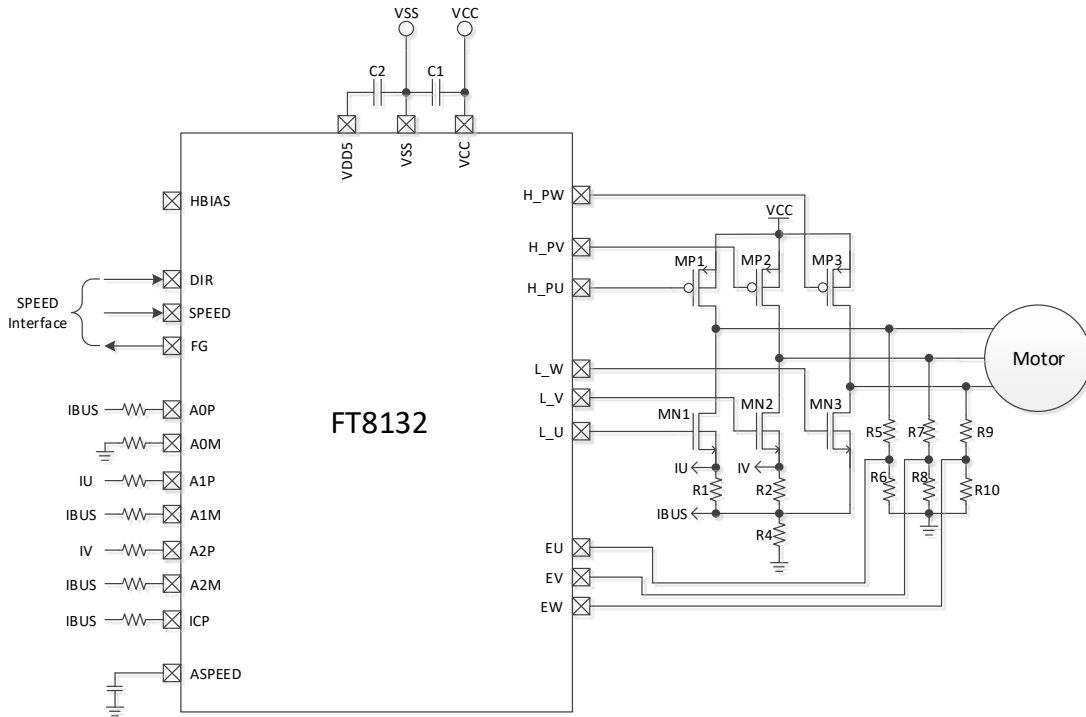 VSS
VCC
C2
C1
VDD5
VSS
VCC
HBIAS
DIR
SPEED
FG
SPEED
Interface
IBUS
A0P
A0M
IU
A1P
IBUS
A1M
IV
A2P
IBUS
A2M
IBUS
ICP
ASPEED
FT8132
H_PW
H_PV
H_PU
L_W
L_V
L_U
EU
EV
EW
VCC
MP1
MP2
MP3
MN1
MN2
MN3
IU
IV
R1
R2
IBUS
R4
R5
R7
R9
R6
R8
R10
Motor